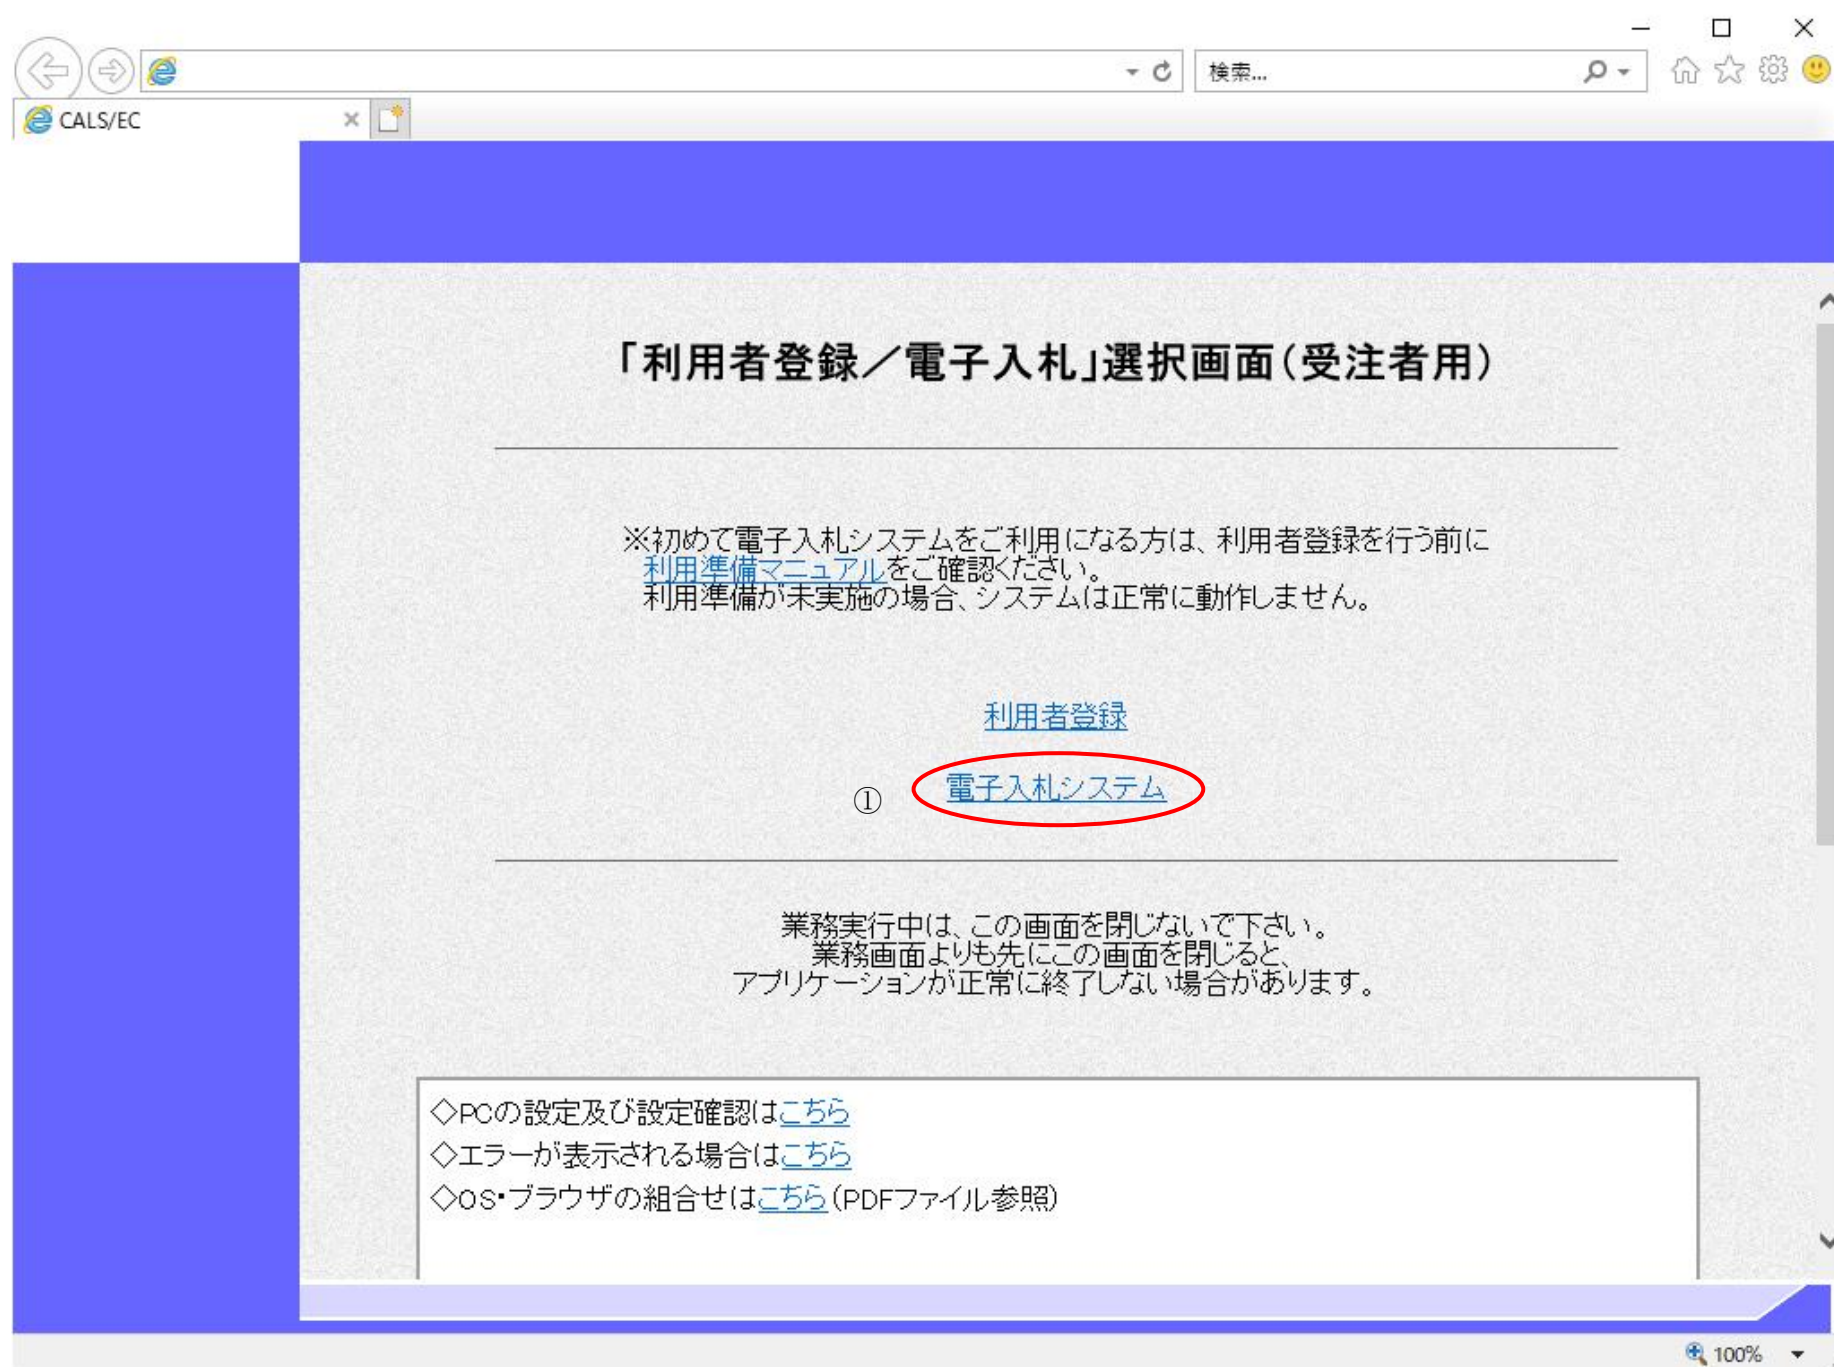 検索...
CALS/EC
「利用者登録／電子入札」選択画面(受注者用)
※初めて電子入札システムをご利用になる方は、利用者登録を行う前に
利用準備マニュアルをご確認ください。
利用準備が未実施の場合、システムは正常に動作しません。
利用者登録
① 電子入札システム
業務実行中は、この画面を閉じないで下さい。
業務画面よりも先にこの画面を閉じると、
アプリケーションが正常に終了しない場合があります。
◇PCの設定及び設定確認はこちら
◇エラーが表示される場合はこちら
◇OS・ブラウザの組合せはこちら(PDFファイル参照)
100%